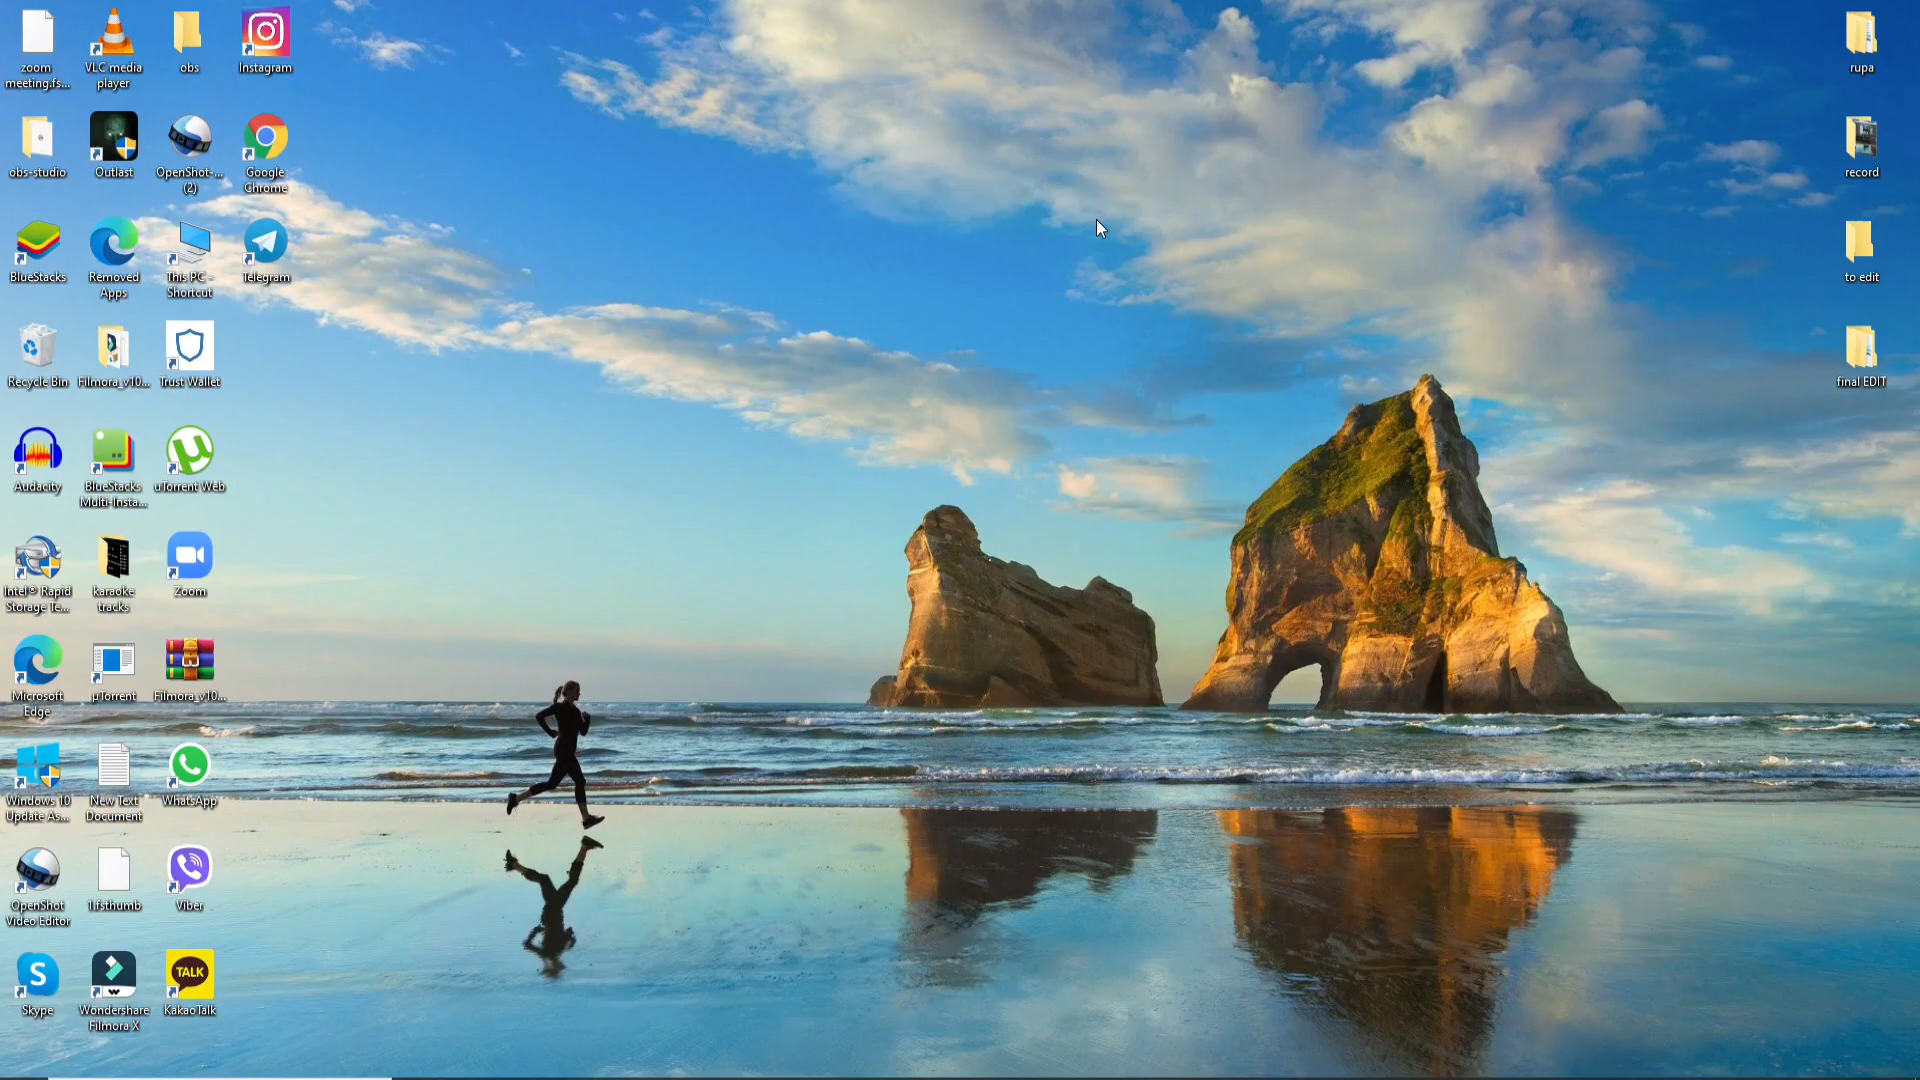 zoom
meeting.fs...
VLC media
player
obs
Instagram
obs-studio
Outlast
OpenShot-...
(2)
Google
Chrome
BlueStacks
Removed
Apps
This PC -
Shortcut
Telegram
Recycle Bin
Filmora_v10...
Trust Wallet
Audacity
BlueStacks
Multi-Insta...
uTorrent Web
Intel® Rapid
Storage Te...
karaoke
tracks
Zoom
Microsoft
Edge
µTorrent
Filmora_v10...
Windows 10
Update As...
New Text
Document
WhatsApp
OpenShot
Video Editor
1.fsthumb
Viber
Skype
Wondershare
Filmora X
TALK
KakaoTalk
rupa
record
to edit
final EDIT